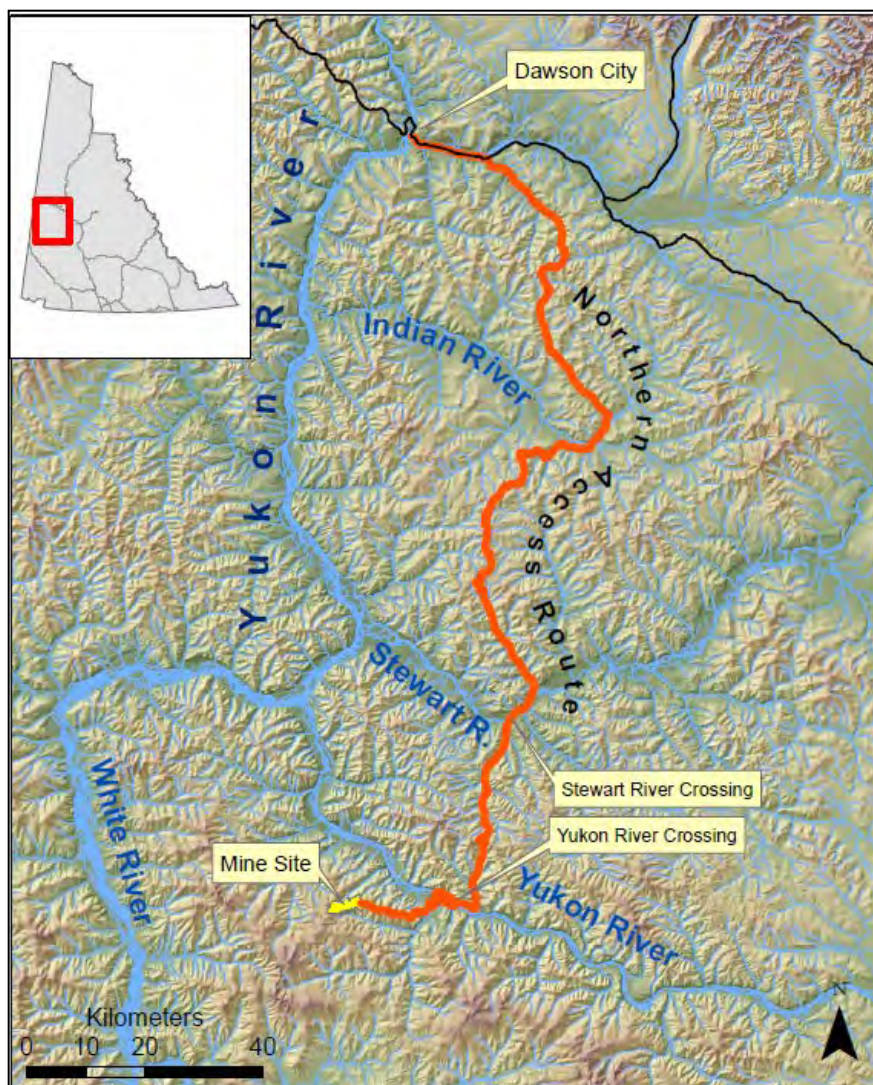 Dawson City
Yukon River
Indian River
Northern Access Route
Stewart R.
Stewart River Crossing
Yukon River Crossing
White River
Mine Site
Yukon River
N
Kilometers
0 10 20 40